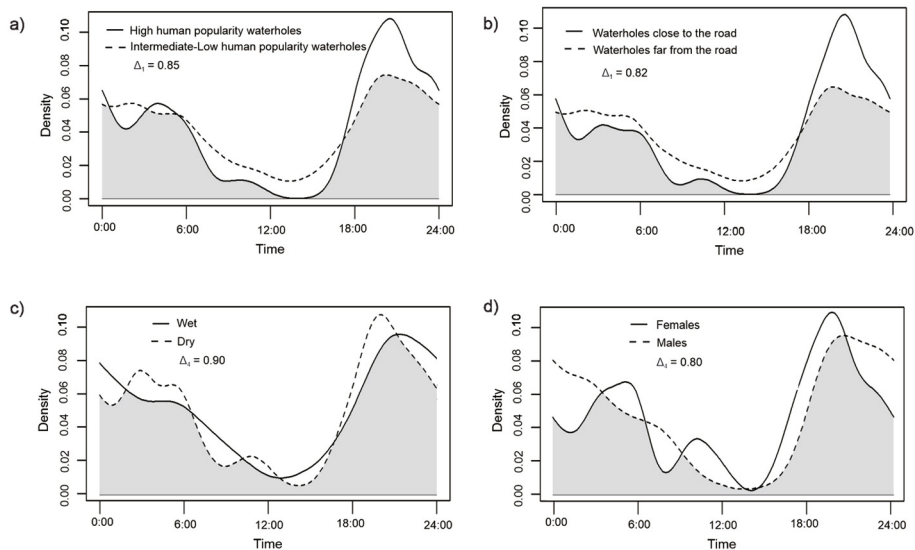 a)
High human popularity waterholes
Intermediate-Low human popularity waterholes
Δ₁ = 0.85
Density
0.00 0.02 0.04 0.06 0.08 0.10
0:00 6:00 12:00 18:00 24:00
Time
b)
Waterholes close to the road
Waterholes far from the road
Δ₁ = 0.82
Density
0.00 0.02 0.04 0.06 0.08 0.10
0:00 6:00 12:00 18:00 24:00
Time
c)
Wet
Dry
Δ₄ = 0.90
Density
0.00 0.02 0.04 0.06 0.08 0.10
0:00 6:00 12:00 18:00 24:00
Time
d)
Females
Males
Δ₄ = 0.80
Density
0.00 0.02 0.04 0.06 0.08 0.10
0:00 6:00 12:00 18:00 24:00
Time